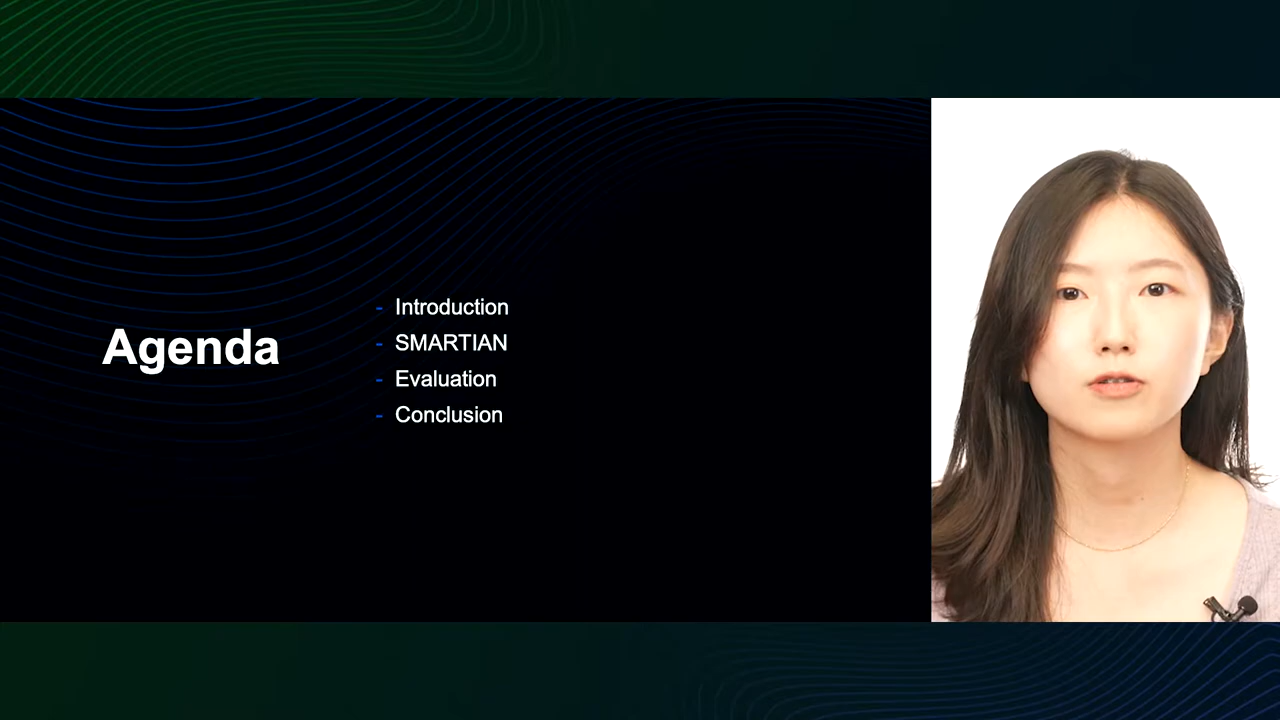 Agenda
- Introduction
- SMARTIAN
- Evaluation
- Conclusion